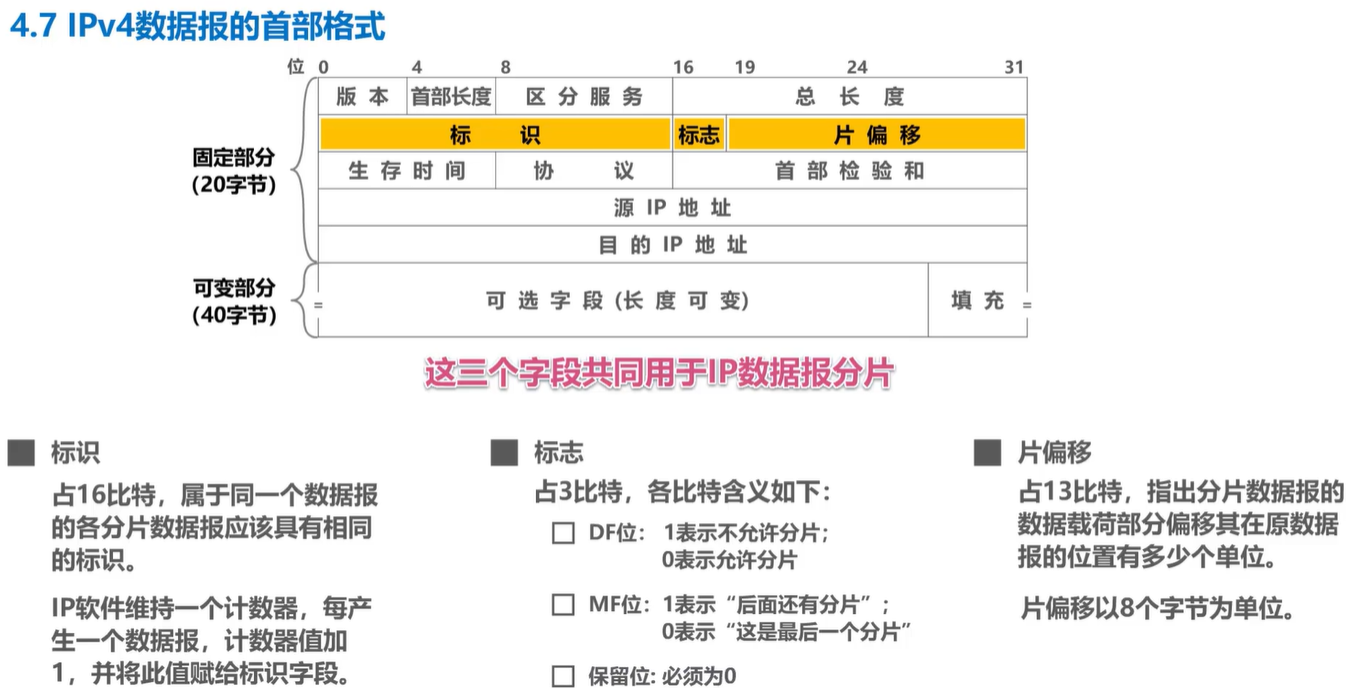 4.7 IPv4数据报的首部格式
位 0 4 8 16 19 24 31
版 本 首部长度 区 分 服 务 总 长 度
标 识 标志 片 偏 移
生 存 时 间 协 议 首 部 检 验 和
源 IP 地 址
目 的 IP 地 址
可 选 字 段 (长 度 可 变) 填 充
固定部分
(20字节)
可变部分
(40字节)
这三个字段共同用于IP数据报分片
标识
占16比特，属于同一个数据报
的各分片数据报应该具有相同
的标识。
IP软件维持一个计数器，每产
生一个数据报，计数器值加
1，并将此值赋给标识字段。
标志
占3比特，各比特含义如下：
DF位： 1表示不允许分片；
0表示允许分片
MF位：1表示“后面还有分片”；
0表示“这是最后一个分片”
保留位: 必须为0
片偏移
占13比特，指出分片数据报的
数据载荷部分偏移其在原数据
报的位置有多少个单位。
片偏移以8个字节为单位。